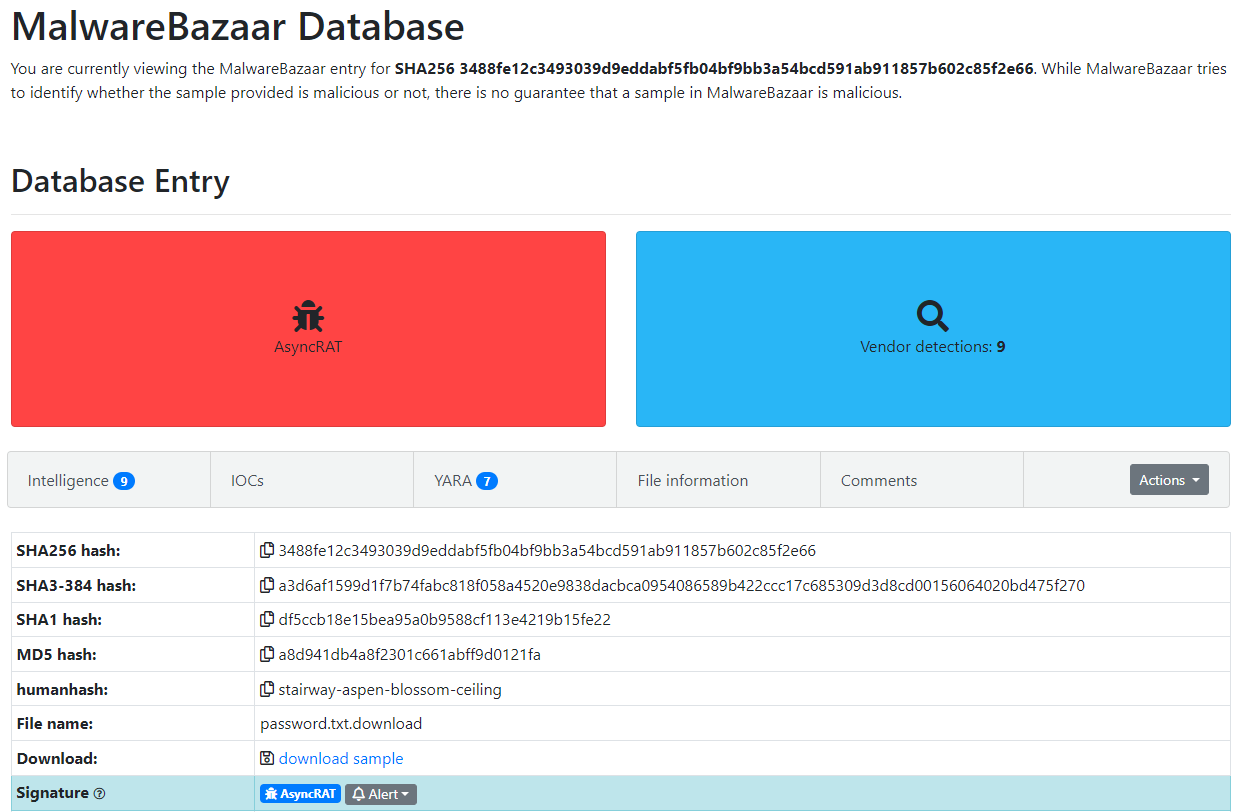 MalwareBazaar Database
You are currently viewing the MalwareBazaar entry for SHA256 3488fe12c3493039d9eddabf5fb04bf9bb3a54bcd591ab911857b602c85f2e66. While MalwareBazaar tries
to identify whether the sample provided is malicious or not, there is no guarantee that a sample in MalwareBazaar is malicious.
Database Entry
AsyncRAT
Vendor detections: 9
Intelligence 9 IOCs YARA 7 File information Comments Actions
SHA256 hash: 3488fe12c3493039d9eddabf5fb04bf9bb3a54bcd591ab911857b602c85f2e66
SHA3-384 hash: a3d6af1599d1f7b74fabc818f058a4520e9838dacbca0954086589b422ccc17c685309d3d8cd00156064020bd475f270
SHA1 hash: df5ccb18e15bea95a0b9588cf113e4219b15fe22
MD5 hash: a8d941db4a8f2301c661abff9d0121fa
humanhash: stairway-aspen-blossom-ceiling
File name: password.txt.download
Download: download sample
Signature ? AsyncRAT Alert